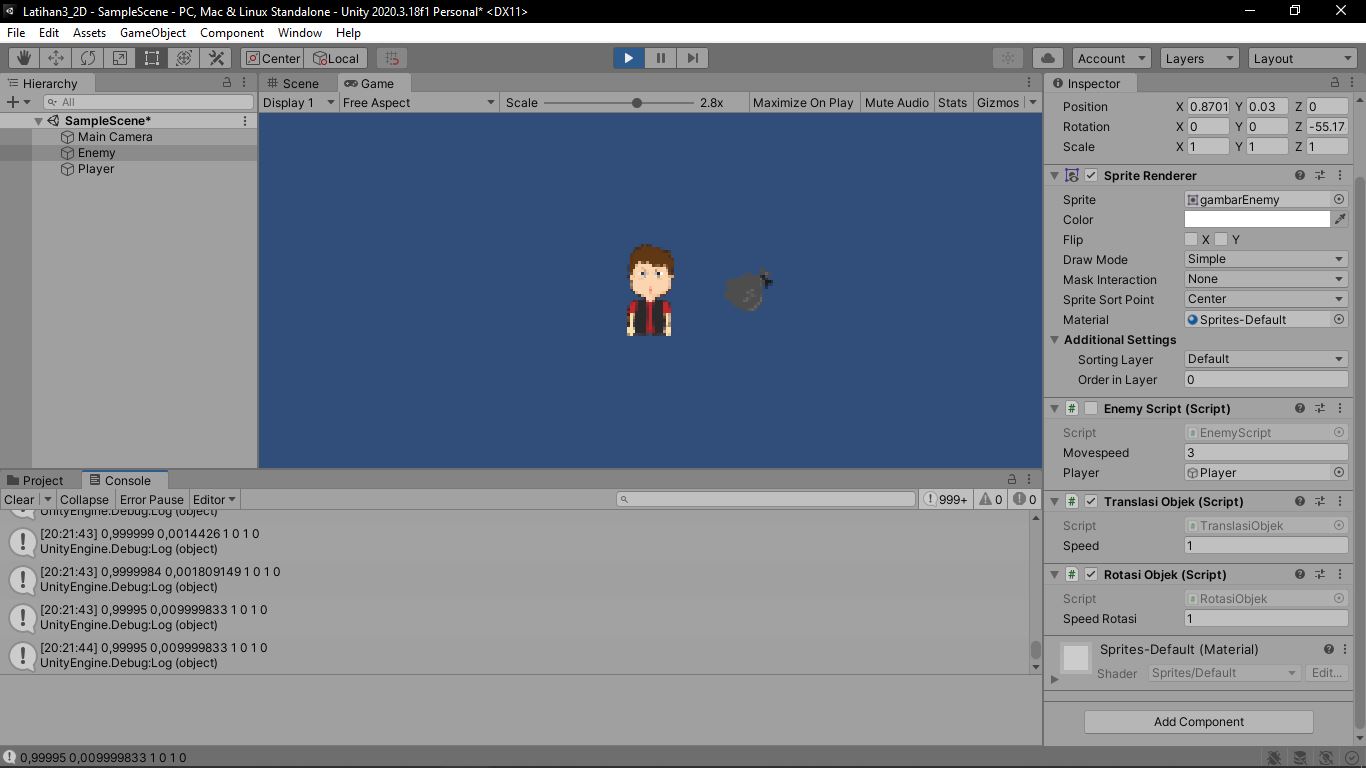 Latihan3_2D - SampleScene - PC, Mac & Linux Standalone - Unity 2020.3.18f1 Personal* <DX11>
File Edit Assets GameObject Component Window Help
Center Local Account Layers Layout
Hierarchy
All
SampleScene*
Main Camera
Enemy
Player
Scene Game
Display 1 Free Aspect Scale 2.8x Maximize On Play Mute Audio Stats Gizmos
Inspector
Position X 0.8701 Y 0.03 Z 0
Rotation X 0 Y 0 Z -55.17
Scale X 1 Y 1 Z 1
Sprite Renderer
Sprite gambarEnemy
Color
Flip X Y
Draw Mode Simple
Mask Interaction None
Sprite Sort Point Center
Material Sprites-Default
Additional Settings
Sorting Layer Default
Order in Layer 0
# Enemy Script (Script)
Script EnemyScript
Movespeed 3
Player Player
# Translasi Objek (Script)
Script TranslasiObjek
Speed 1
# Rotasi Objek (Script)
Script RotasiObjek
Speed Rotasi 1
Sprites-Default (Material)
Shader Sprites/Default Edit...
Add Component
Project Console
Clear Collapse Error Pause Editor 999+ 0 0
UnityEngine.Debug:Log (object)
[20:21:43] 0,999999 0,0014426 1 0 1 0
UnityEngine.Debug:Log (object)
[20:21:43] 0,9999984 0,001809149 1 0 1 0
UnityEngine.Debug:Log (object)
[20:21:43] 0,99995 0,009999833 1 0 1 0
UnityEngine.Debug:Log (object)
[20:21:44] 0,99995 0,009999833 1 0 1 0
UnityEngine.Debug:Log (object)
0,99995 0,009999833 1 0 1 0